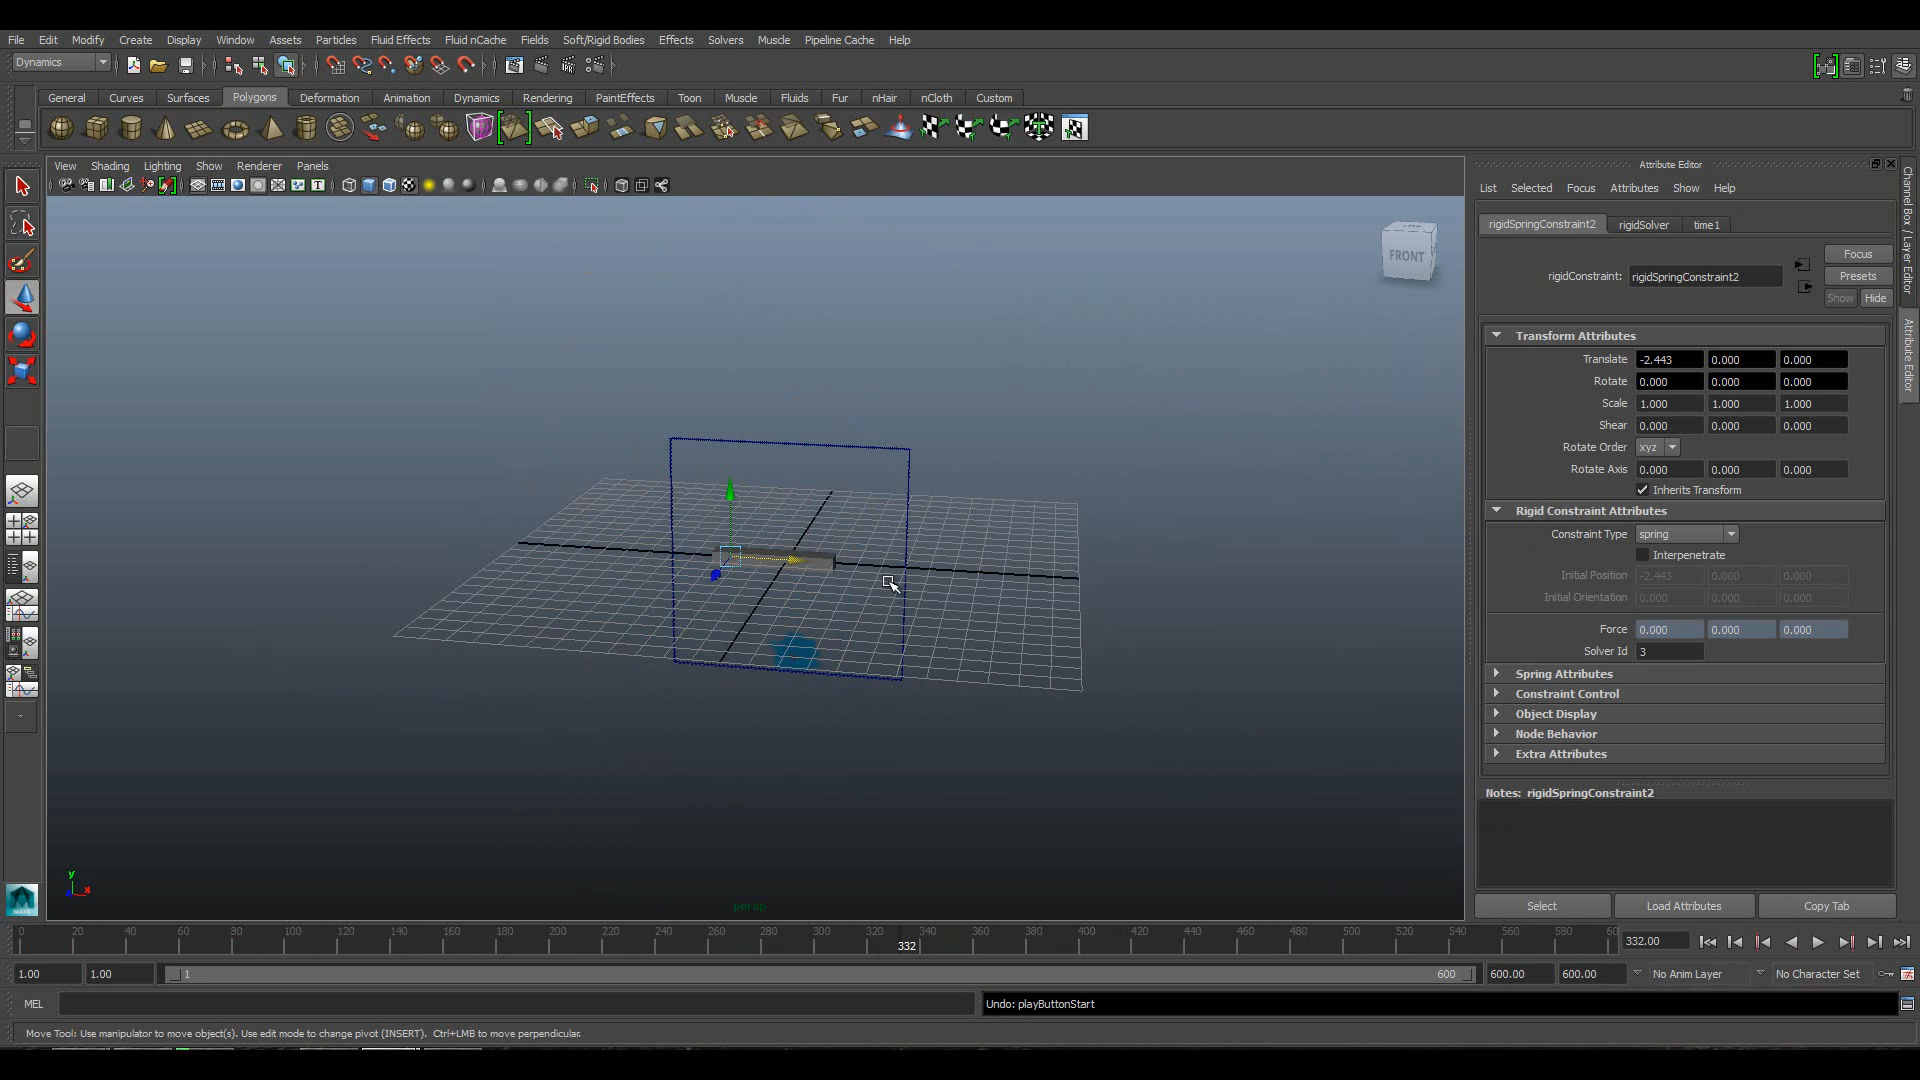 File Edit Modify Create Display Window Assets Particles Fluid Effects Fluid nCache Fields Soft/Rigid Bodies Effects Solvers Muscle Pipeline Cache Help
Dynamics
General Curves Surfaces Polygons Deformation Animation Dynamics Rendering PaintEffects Toon Muscle Fluids Fur nHair nCloth Custom
View Shading Lighting Show Renderer Panels
FRONT
y
x
persp
Attribute Editor
List Selected Focus Attributes Show Help
rigidSpringConstraint2 rigidSolver time1
Focus
rigidConstraint: rigidSpringConstraint2
Presets
Show Hide
Transform Attributes
Translate -2.443 0.000 0.000
Rotate 0.000 0.000 0.000
Scale 1.000 1.000 1.000
Shear 0.000 0.000 0.000
Rotate Order xyz
Rotate Axis 0.000 0.000 0.000
Inherits Transform
Rigid Constraint Attributes
Constraint Type spring
Interpenetrate
Initial Position -2.443 0.000 0.000
Initial Orientation 0.000 0.000 0.000
Force 0.000 0.000 0.000
Solver Id 3
Spring Attributes
Constraint Control
Object Display
Node Behavior
Extra Attributes
Notes: rigidSpringConstraint2
Select Load Attributes Copy Tab
Channel Box / Layer Editor
Attribute Editor
0 20 40 60 80 100 120 140 160 180 200 220 240 260 280 300 320 340 360 380 400 420 440 460 480 500 520 540 560 580 60
332
332.00
1.00 1.00 1 600 600.00 600.00 No Anim Layer No Character Set
MEL
Undo: playButtonStart
Move Tool: Use manipulator to move object(s). Use edit mode to change pivot (INSERT). Ctrl+LMB to move perpendicular.